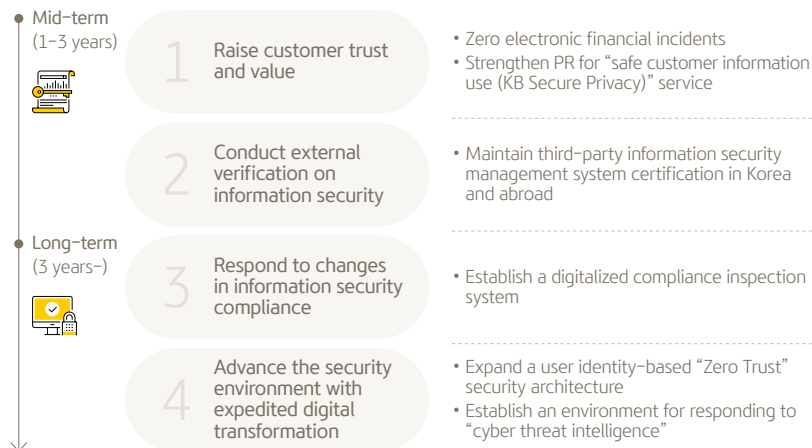 Mid-term
(1-3 years)
1
Raise customer trust
and value
• Zero electronic financial incidents
• Strengthen PR for “safe customer information
use (KB Secure Privacy)” service
2
Conduct external
verification on
information security
• Maintain third-party information security
management system certification in Korea
and abroad
Long-term
(3 years-)
3
Respond to changes
in information security
compliance
• Establish a digitalized compliance inspection
system
4
Advance the security
environment with
expedited digital
transformation
• Expand a user identity-based “Zero Trust”
security architecture
• Establish an environment for responding to
“cyber threat intelligence”